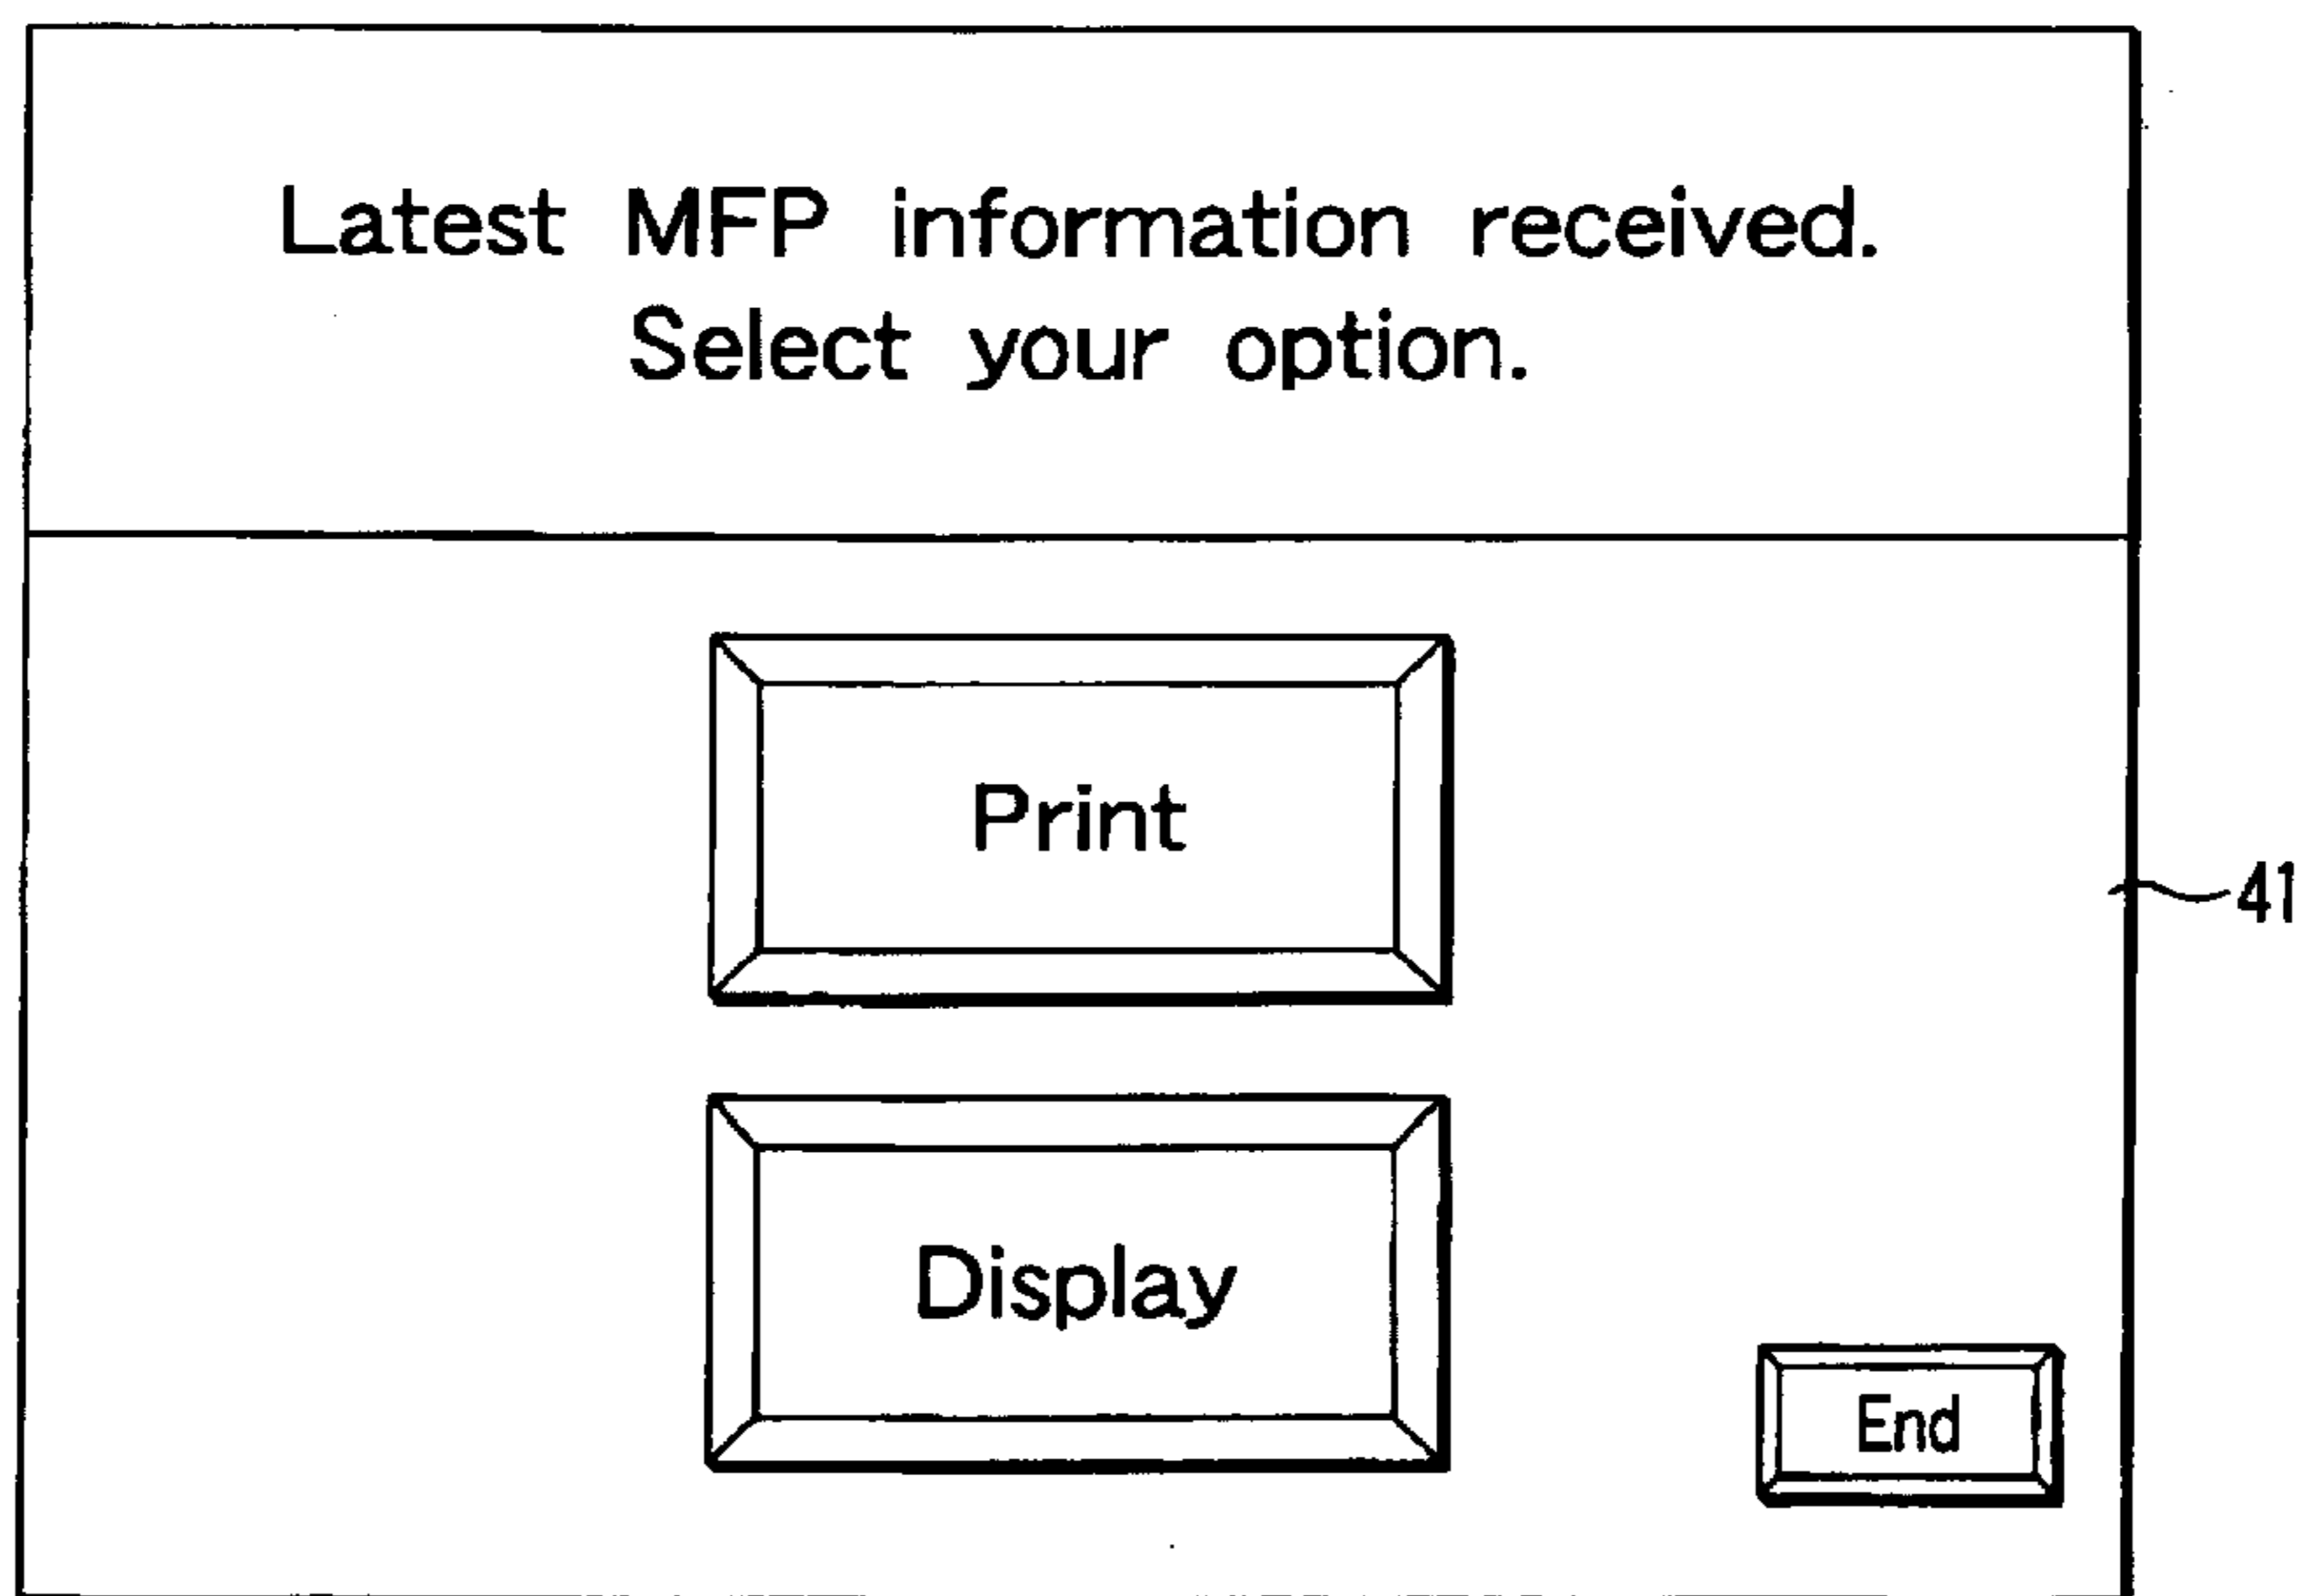 Latest MFP information received.
Select your option.
Print
41
Display
End